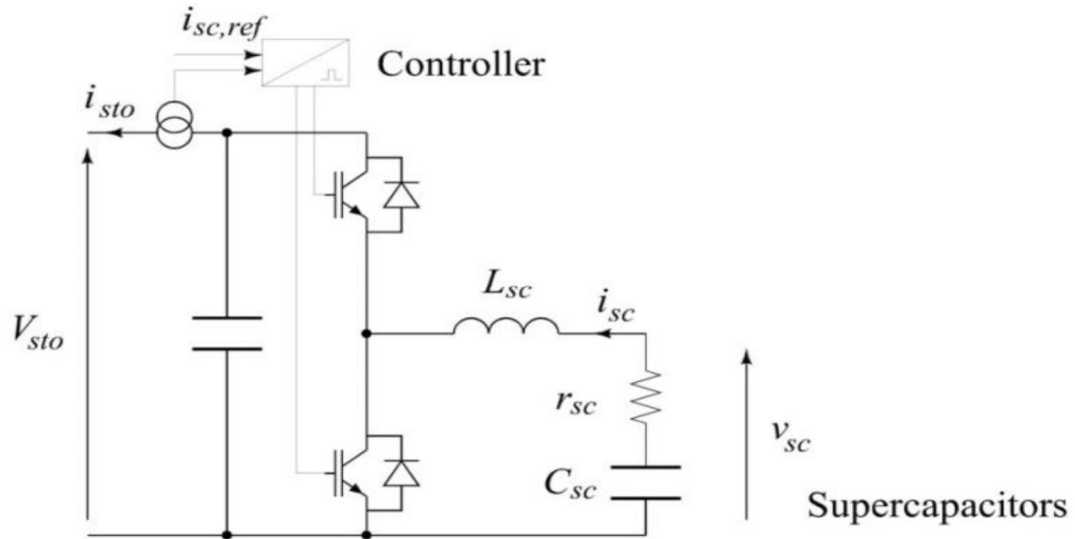 i_sc,ref
Controller
i_sto
L_sc
i_sc
V_sto
r_sc
v_sc
C_sc
Supercapacitors